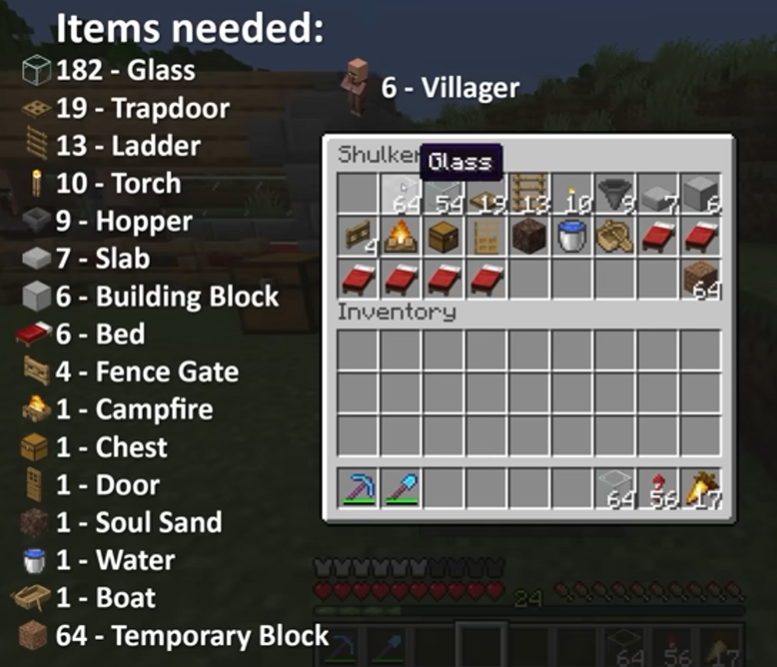 Items needed:
182 - Glass
19 - Trapdoor
13 - Ladder
10 - Torch
9 - Hopper
7 - Slab
6 - Building Block
6 - Bed
4 - Fence Gate
1 - Campfire
1 - Chest
1 - Door
1 - Soul Sand
1 - Water
1 - Boat
64 - Temporary Block
6 - Villager
Shulker
Glass
64 54 19 13 10 9 7 6
4
64
Inventory
64 56 17
24
64 56 17